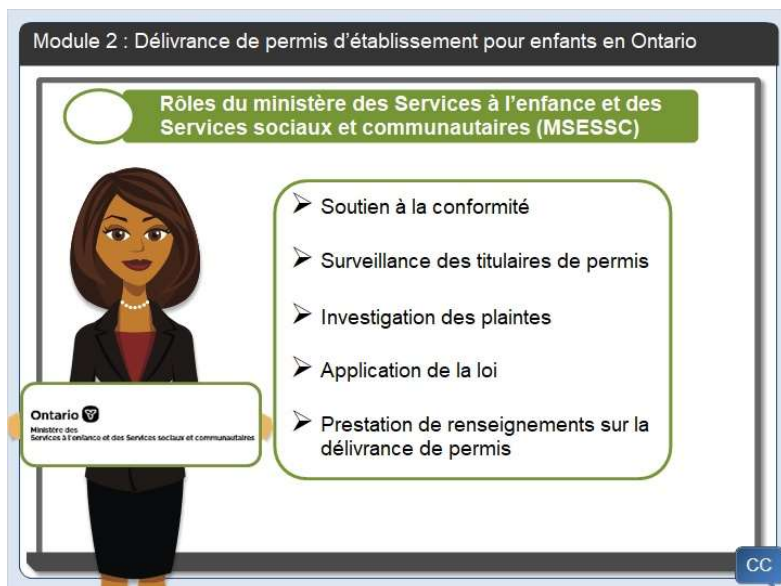 Module 2 : Délivrance de permis d'établissement pour enfants en Ontario
Rôles du ministère des Services à l'enfance et des
Services sociaux et communautaires (MSESSC)
➢ Soutien à la conformité
➢ Surveillance des titulaires de permis
➢ Investigation des plaintes
➢ Application de la loi
➢ Prestation de renseignements sur la
délivrance de permis
Ontario
Ministère des
Services à l'enfance et des Services sociaux et communautaires
CC